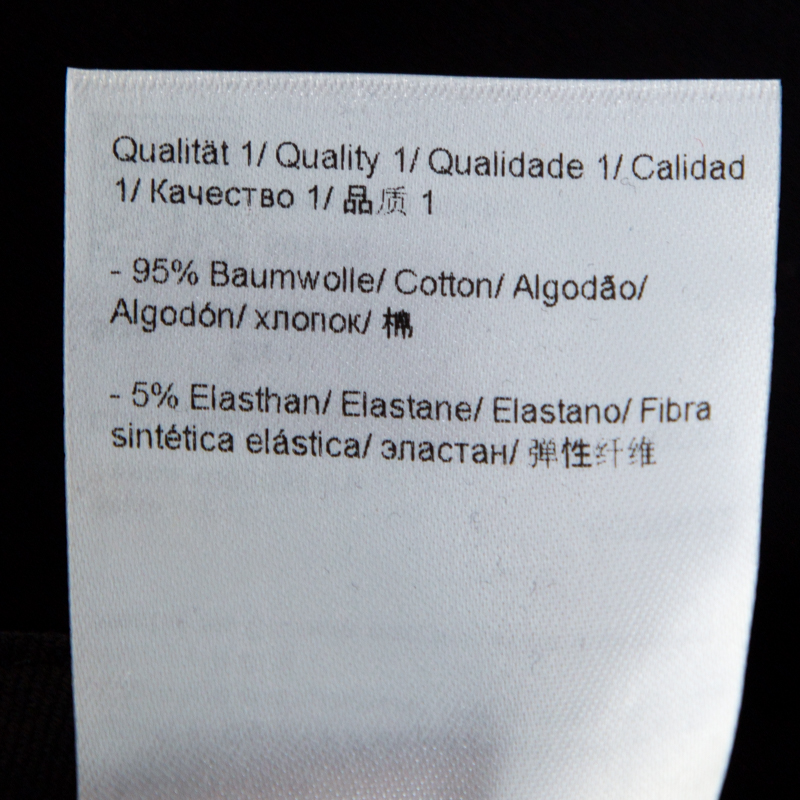 Qualität 1/ Quality 1/ Qualidade 1/ Calidad
1/ Качество 1/ 品质 1
- 95% Baumwolle/ Cotton/ Algodão/
Algodón/ хлопок/ 棉
- 5% Elasthan/ Elastane/ Elastano/ Fibra
sintética elástica/ эластан/ 弹性纤维